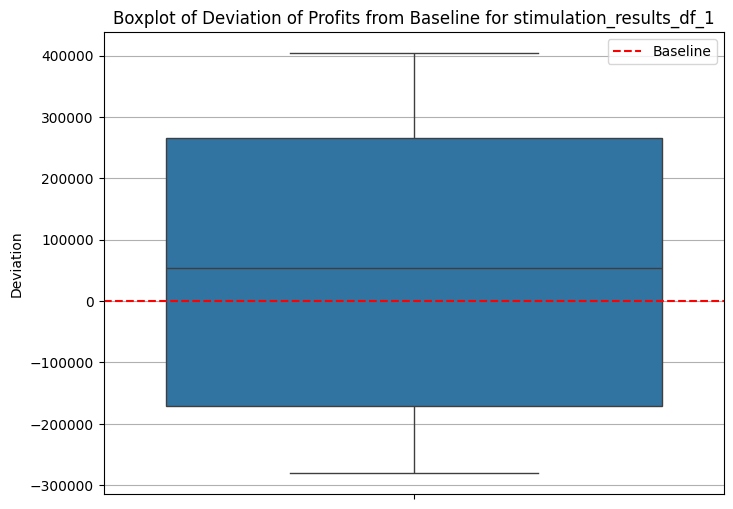 Boxplot of Deviation of Profits from Baseline for stimulation_results_df_1
Baseline
400000
300000
200000
100000
0
−100000
−200000
−300000
Deviation